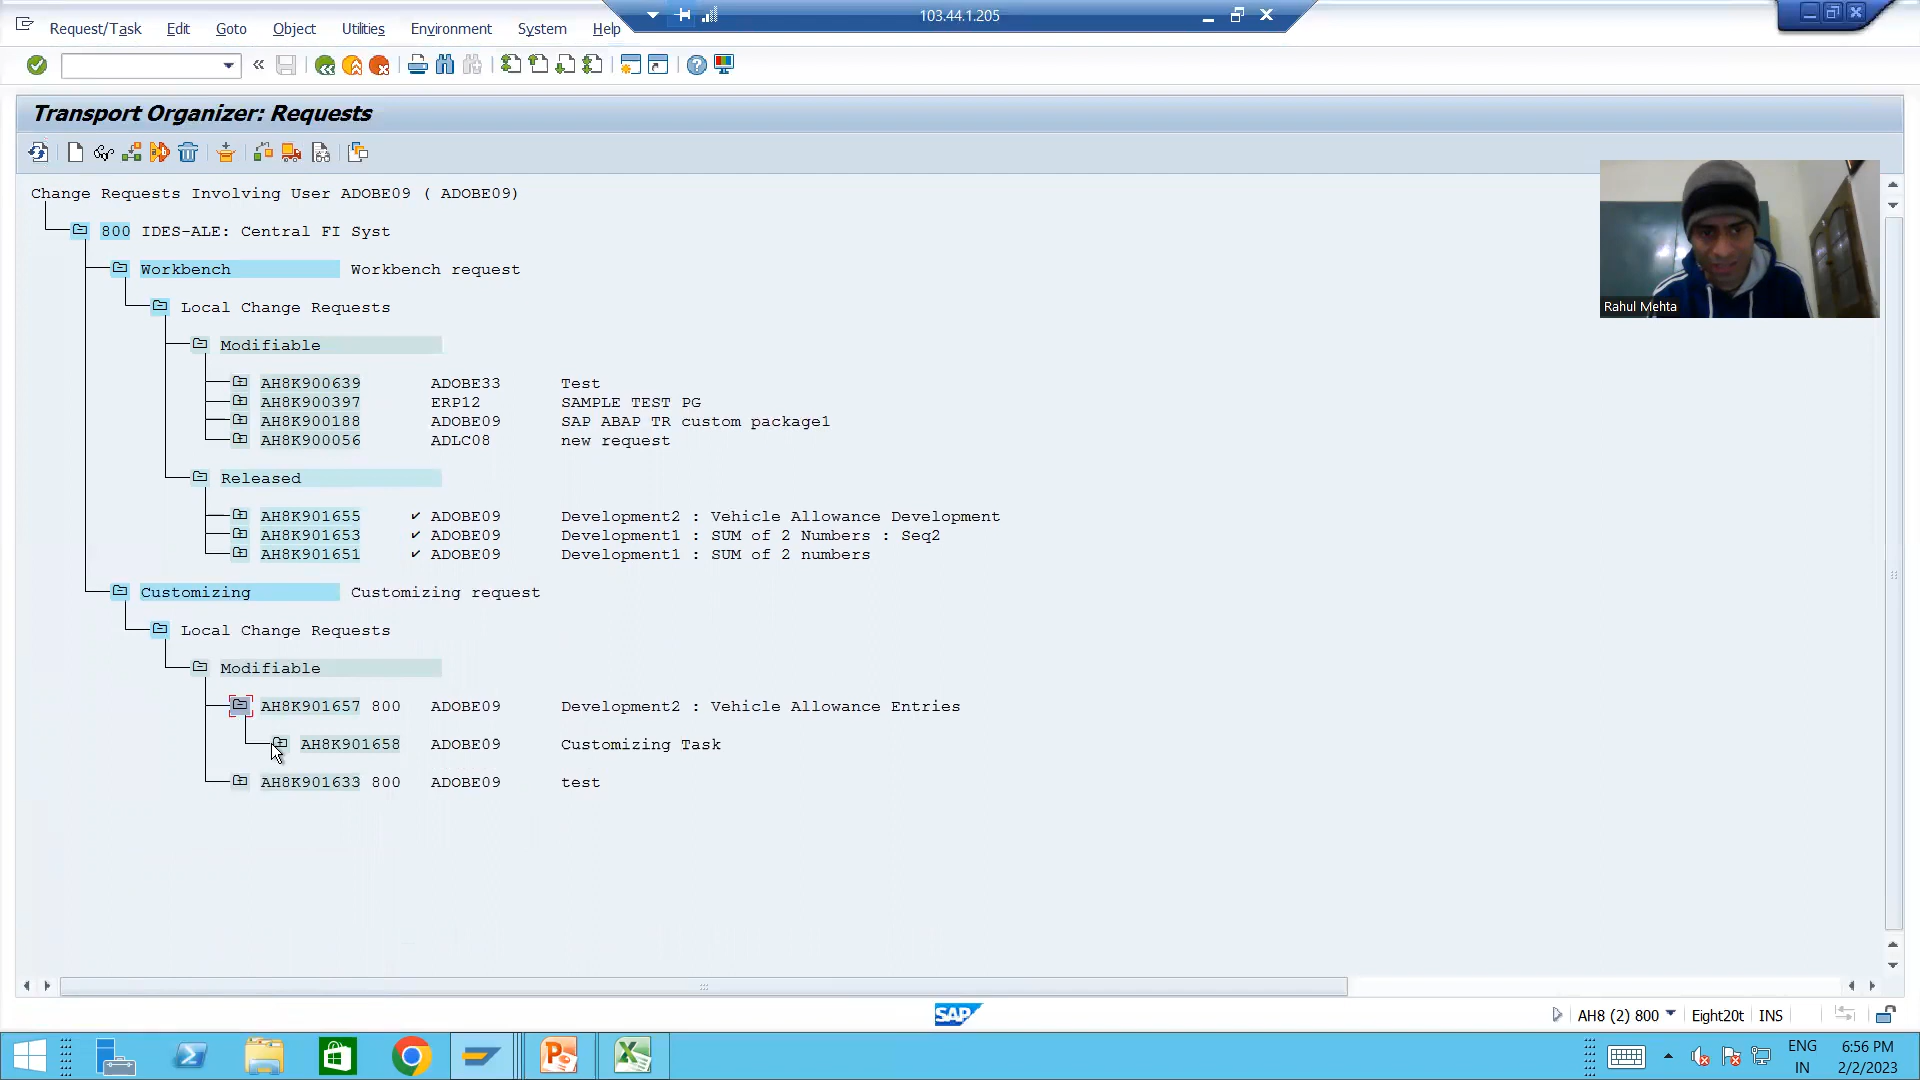 103.44.1.205
Request/Task Edit Goto Object Utilities Environment System Help
Transport Organizer: Requests
Change Requests Involving User ADOBE09 ( ADOBE09)
800 IDES-ALE: Central FI Syst
Workbench Workbench request
Local Change Requests
Modifiable
AH8K900639 ADOBE33 Test
AH8K900397 ERP12 SAMPLE TEST PG
AH8K900188 ADOBE09 SAP ABAP TR custom package1
AH8K900056 ADLC08 new request
Released
AH8K901655 ✔ ADOBE09 Development2 : Vehicle Allowance Development
AH8K901653 ✔ ADOBE09 Development1 : SUM of 2 Numbers : Seq2
AH8K901651 ✔ ADOBE09 Development1 : SUM of 2 numbers
Customizing Customizing request
Local Change Requests
Modifiable
AH8K901657 800 ADOBE09 Development2 : Vehicle Allowance Entries
AH8K901658 ADOBE09 Customizing Task
AH8K901633 800 ADOBE09 test
Rahul Mehta
SAP
AH8 (2) 800 Eight20t INS
ENG 6:56 PM
IN 2/2/2023